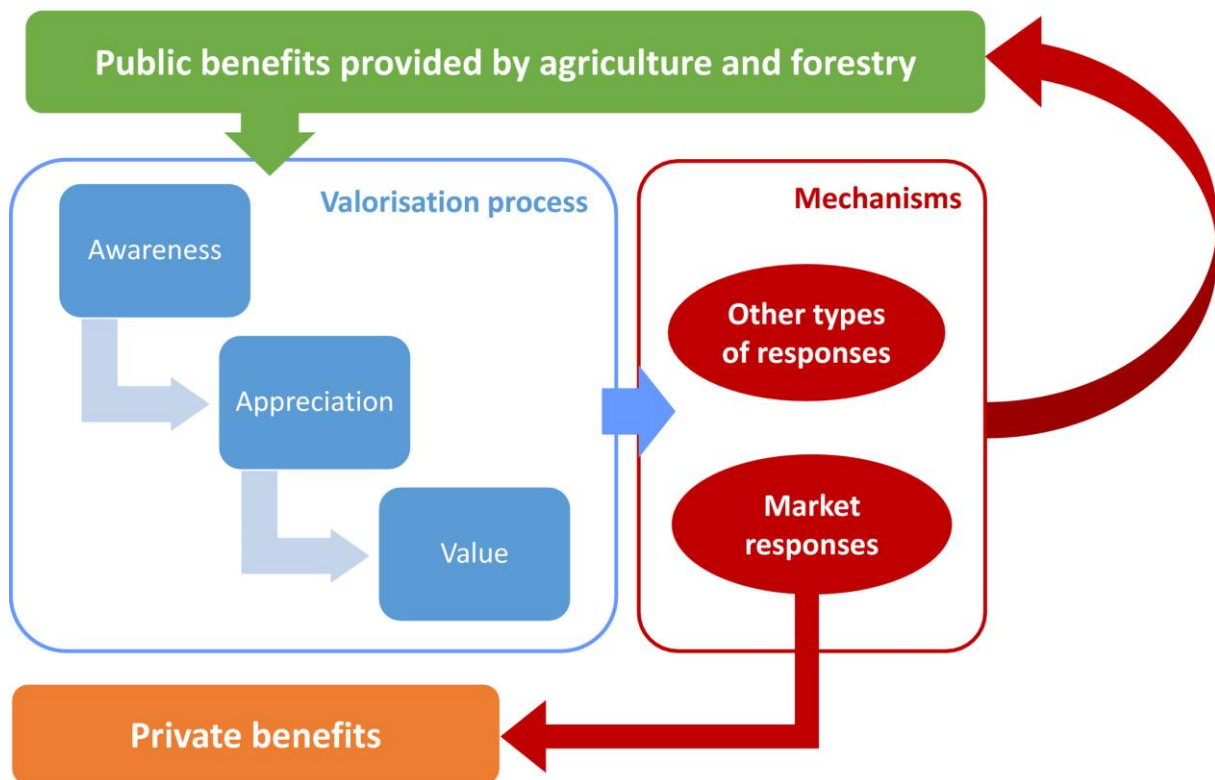 Public benefits provided by agriculture and forestry
Valorisation process
Awareness
Appreciation
Value
Mechanisms
Other types
of responses
Market
responses
Private benefits